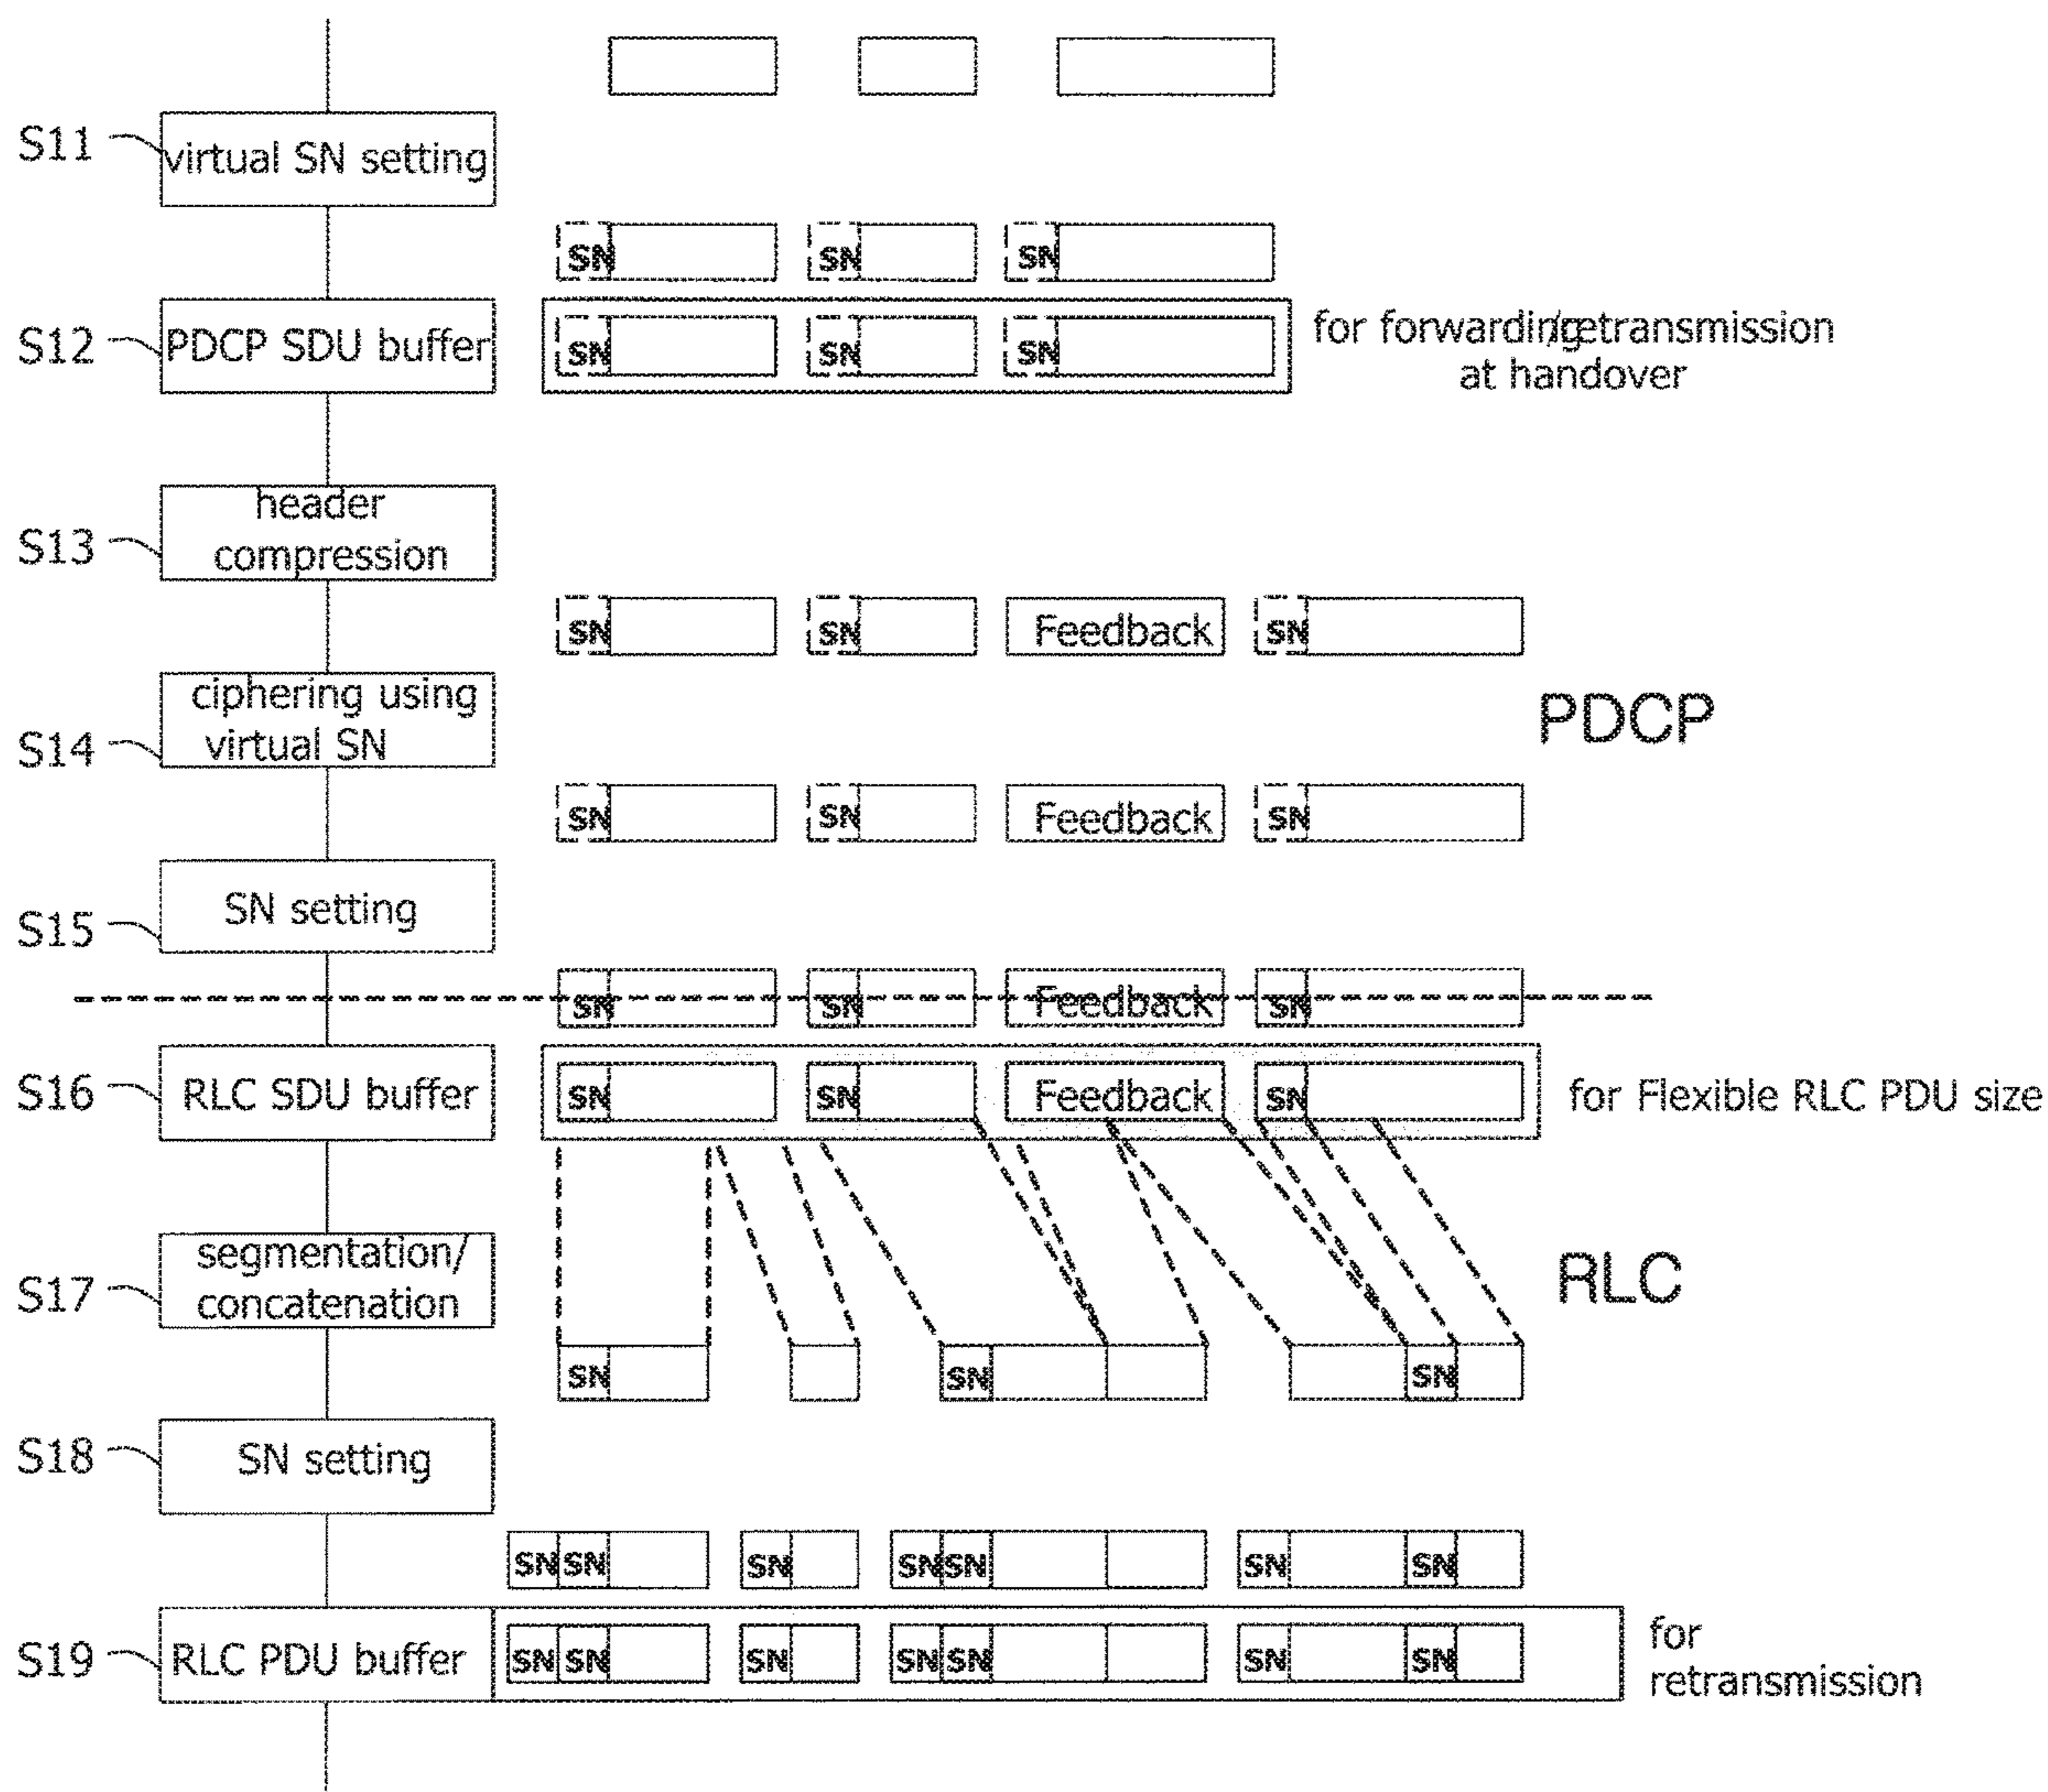 S11
virtual SN setting
SN SN SN
S12
PDCP SDU buffer
SN SN SN
for forwarding/retransmission
at handover
S13
header
compression
SN SN Feedback SN
S14
ciphering using
virtual SN
PDCP
SN SN Feedback SN
S15
SN setting
SN SN Feedback SN
S16
RLC SDU buffer
SN SN Feedback SN
for Flexible RLC PDU size
S17
segmentation/
concatenation
RLC
SN SN SN
S18
SN setting
SN SN SN SN SN SN SN
S19
RLC PDU buffer
SN SN SN SN SN SN SN
for
retransmission